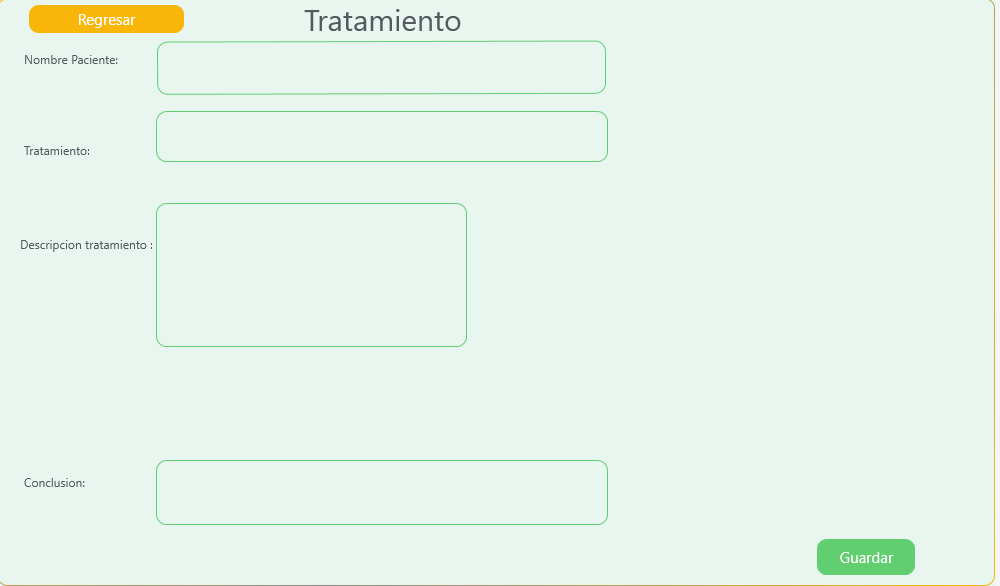 Regresar
Tratamiento
Nombre Paciente:
Tratamiento:
Descripcion tratamiento :
Conclusion:
Guardar